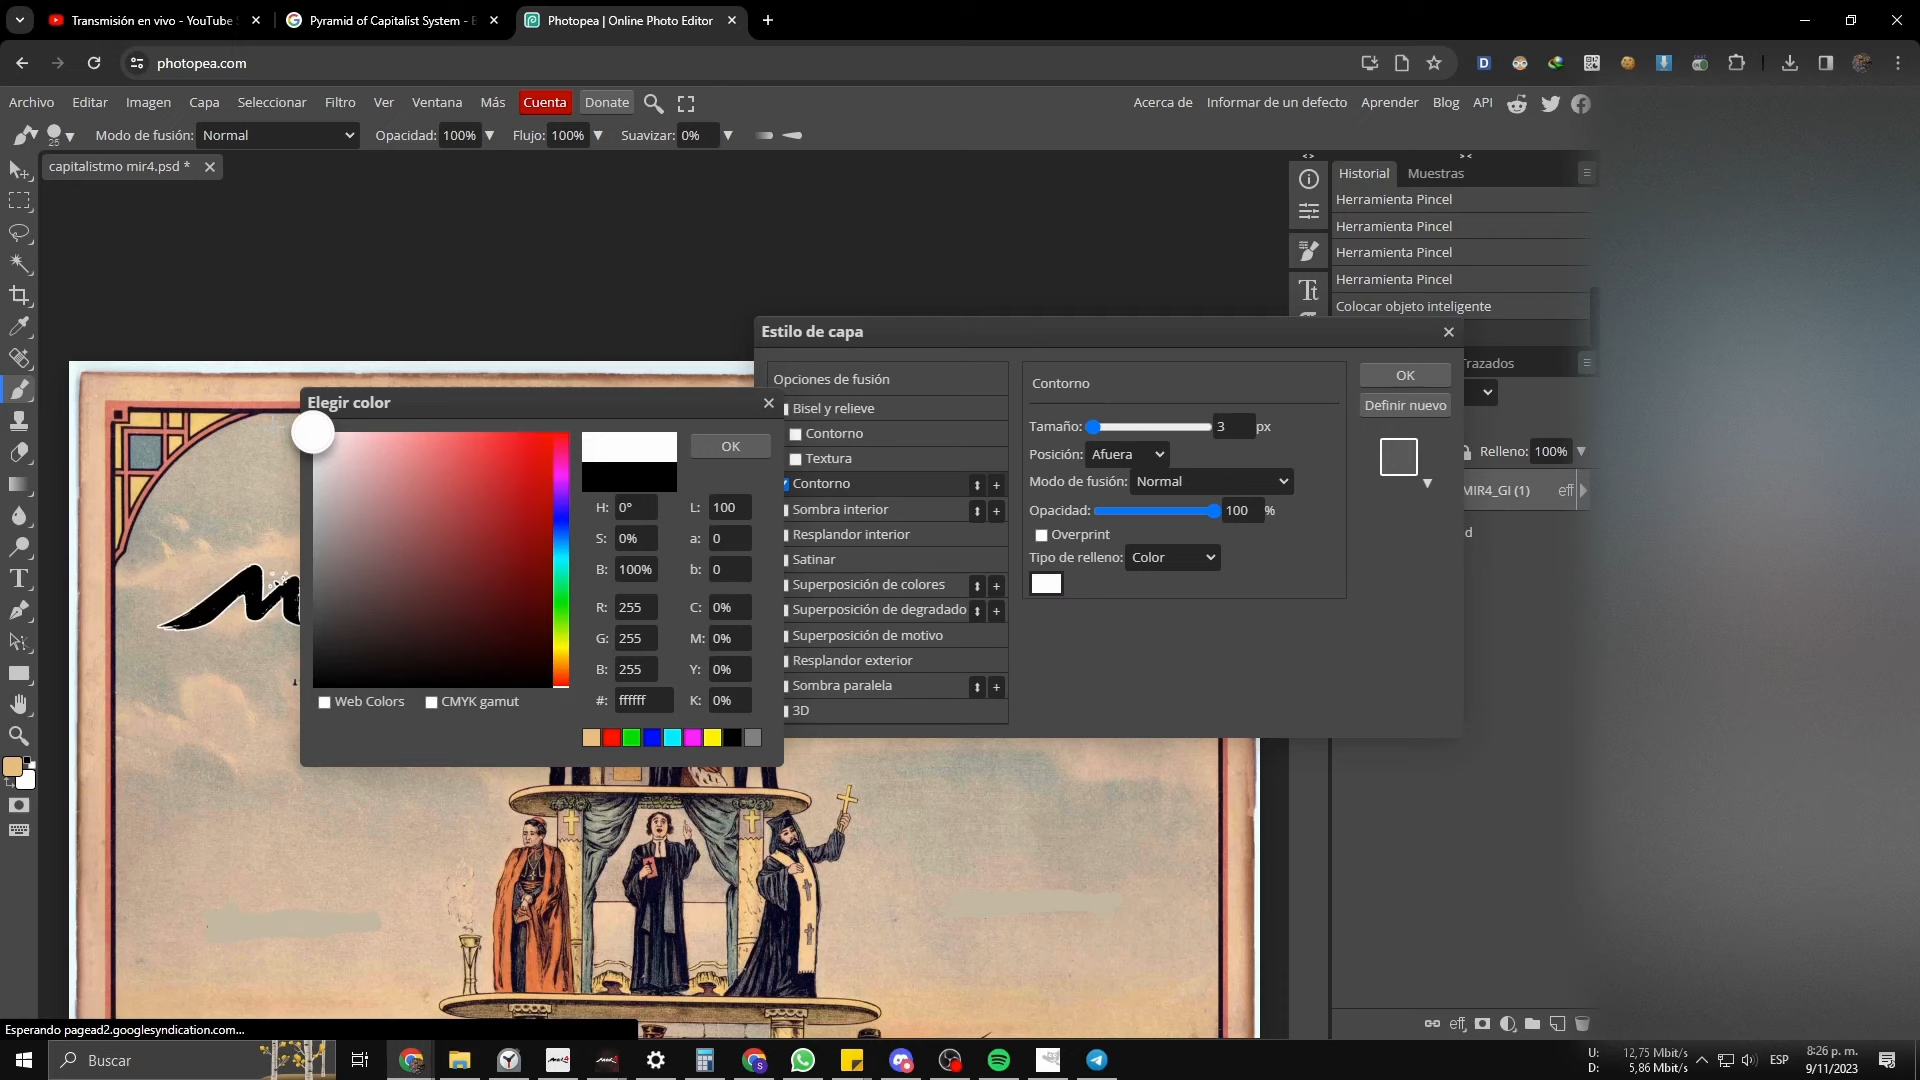 Transmisión en vivo - YouTube
Pyramid of Capitalist System -
Photopea | Online Photo Editor
photopea.com
Archivo Editar Imagen Capa Seleccionar Filtro Ver Ventana Más Cuenta Donate
Acerca de Informar de un defecto Aprender Blog API
25 Modo de fusión: Normal Opacidad: 100% Flujo: 100% Suavizar: 0%
capitalistmo mir4.psd *
Historial Muestras
Herramienta Pincel
Herramienta Pincel
Herramienta Pincel
Herramienta Pincel
Colocar objeto inteligente
Trazados
Relleno: 100%
MIR4_GI (1) eff
d
Estilo de capa
Opciones de fusión
Bisel y relieve
Contorno
Textura
Contorno
Sombra interior
Resplandor interior
Satinar
Superposición de colores
Superposición de degradado
Superposición de motivo
Resplandor exterior
Sombra paralela
3D
Contorno
Tamaño: 3 px
Posición: Afuera
Modo de fusión: Normal
Opacidad: 100 %
Overprint
Tipo de relleno: Color
OK
Definir nuevo
Elegir color
OK
H: 0° L: 100
S: 0% a: 0
B: 100% b: 0
R: 255 C: 0%
G: 255 M: 0%
B: 255 Y: 0%
#: ffffff K: 0%
Web Colors CMYK gamut
Esperando pagead2.googlesyndication.com...
Buscar
U: 12,75 Mbit/s
D: 5,86 Mbit/s
ESP
8:26 p. m.
9/11/2023